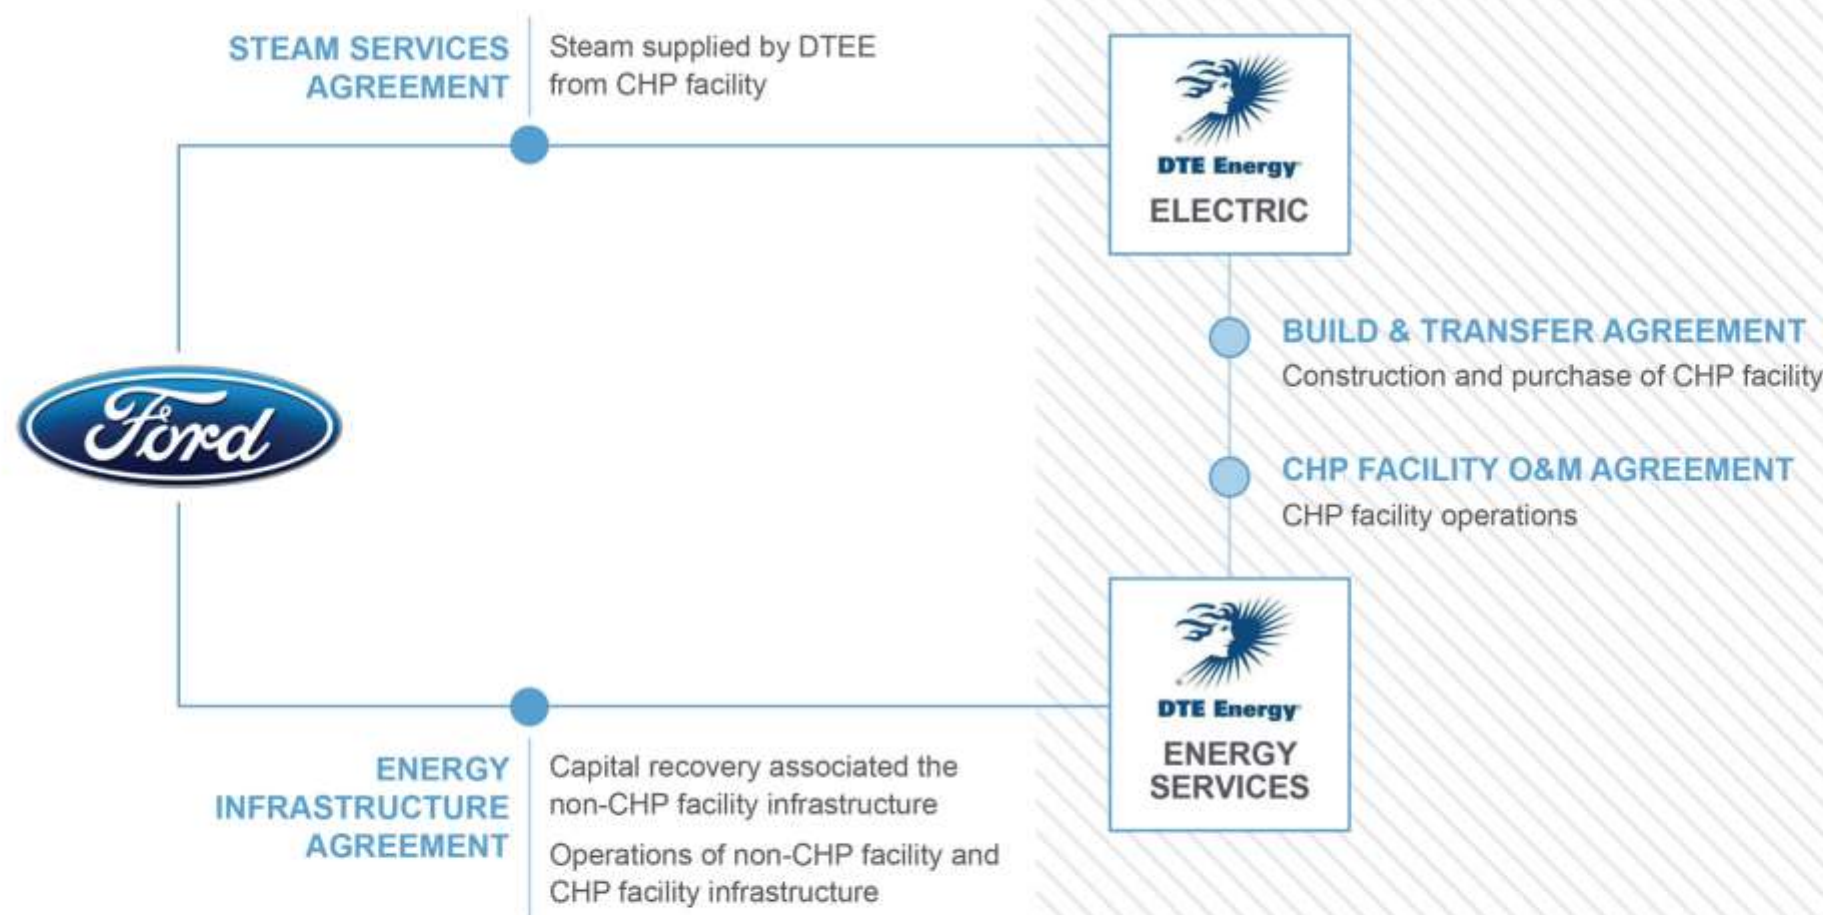 STEAM SERVICES
AGREEMENT
Steam supplied by DTEE
from CHP facility
DTE Energy
ELECTRIC
BUILD & TRANSFER AGREEMENT
Construction and purchase of CHP facility
Ford
CHP FACILITY O&M AGREEMENT
CHP facility operations
DTE Energy
ENERGY
SERVICES
ENERGY
INFRASTRUCTURE
AGREEMENT
Capital recovery associated the
non-CHP facility infrastructure
Operations of non-CHP facility and
CHP facility infrastructure